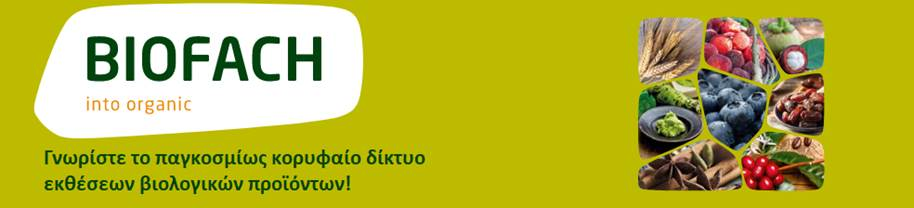 BIOFACH
into organic
Γνωρίστε το παγκοσμίως κορυφαίο δίκτυο
εκθέσεων βιολογικών προϊόντων!